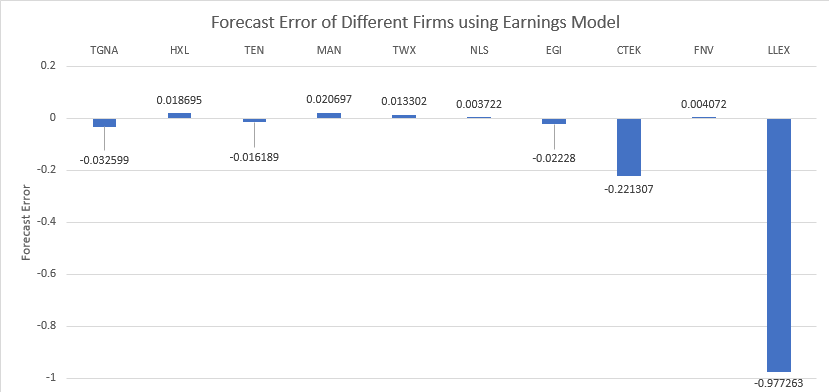 Forecast Error of Different Firms using Earnings Model
TGNA HXL TEN MAN TWX NLS EGI CTEK FNV LLEX
0.2
0.018695 0.020697 0.013302 0.003722 0.004072
0
-0.032599 -0.016189 -0.02228
-0.2
-0.221307
Forecast Error
-0.4
-0.6
-0.8
-1
-0.977263